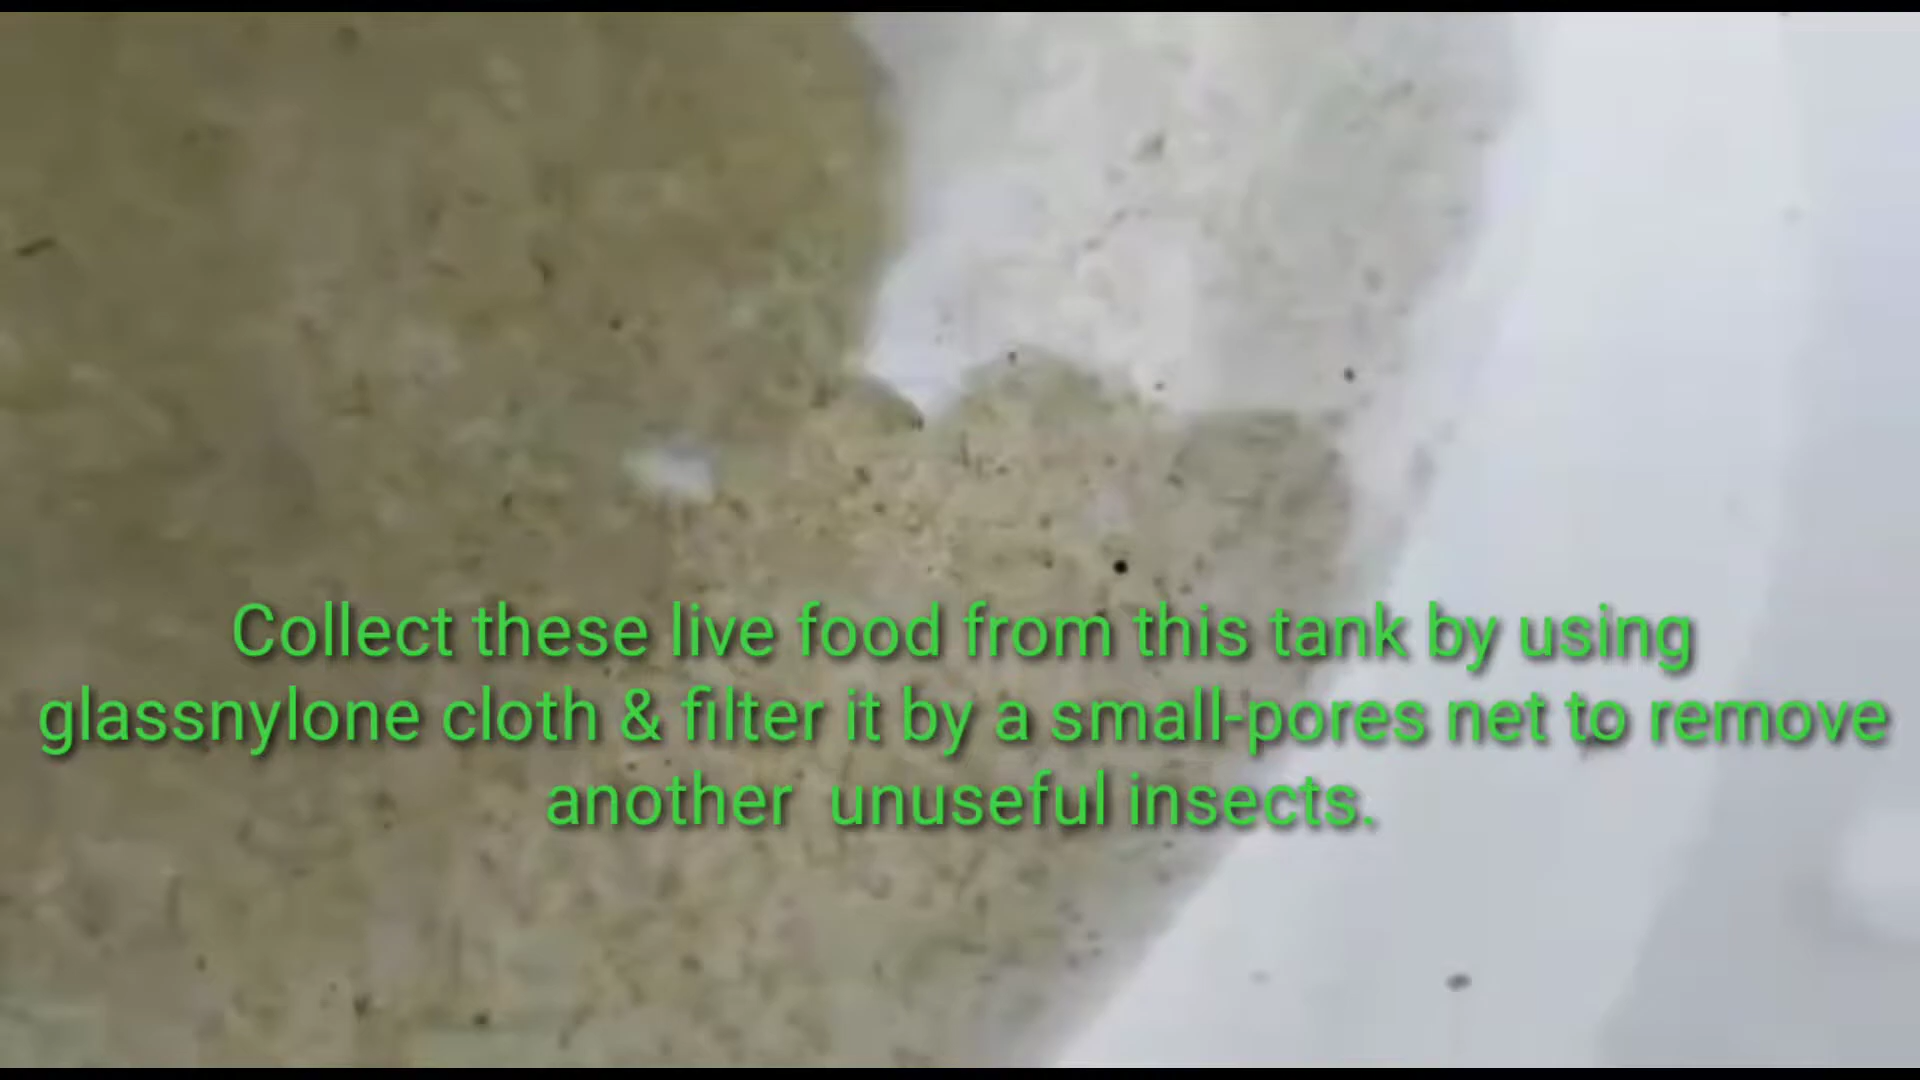 Collect these live food from this tank by using
glassnylone cloth & filter it by a small-pores net to remove
another  unuseful insects.